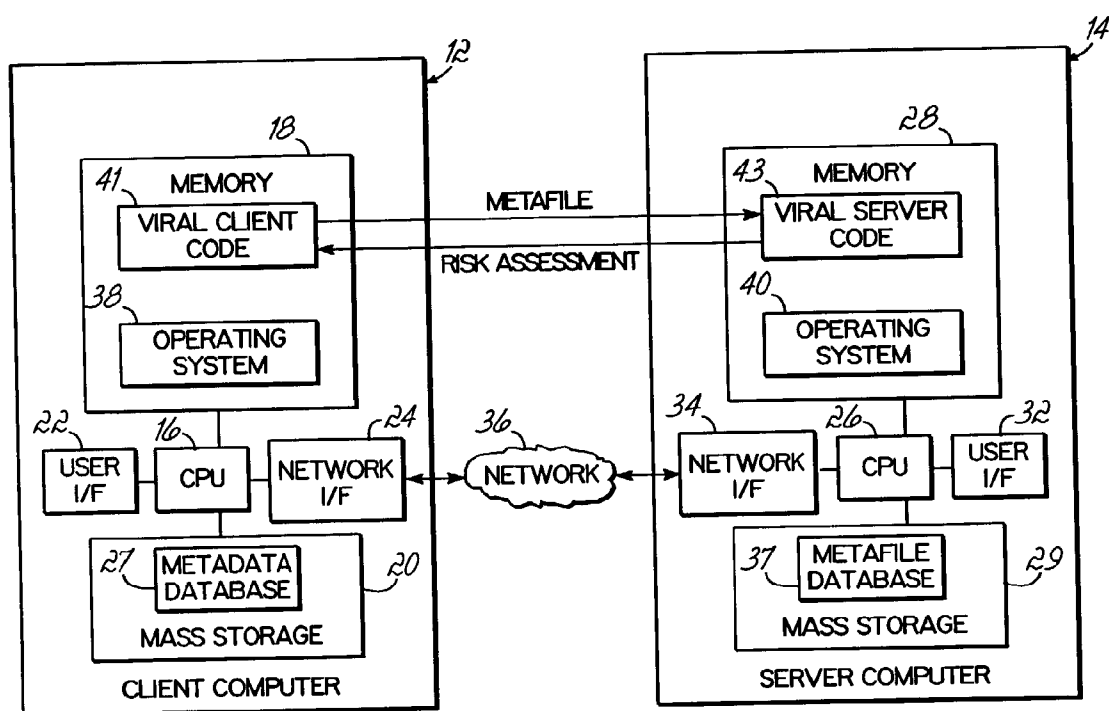 12
14
18
MEMORY
41
VIRAL CLIENT
CODE
38
OPERATING
SYSTEM
METAFILE
RISK ASSESSMENT
28
MEMORY
43
VIRAL SERVER
CODE
40
OPERATING
SYSTEM
22
USER
I/F
16
CPU
24
NETWORK
I/F
36
NETWORK
34
NETWORK
I/F
26
CPU
32
USER
I/F
27
METADATA
DATABASE
20
MASS STORAGE
CLIENT COMPUTER
37
METAFILE
DATABASE
29
MASS STORAGE
SERVER COMPUTER